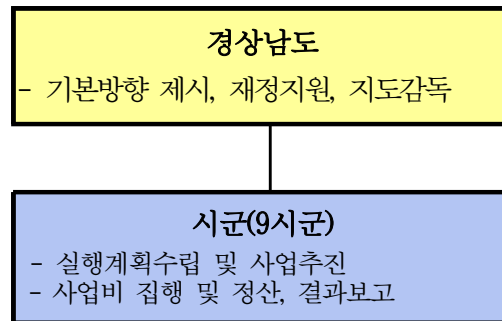 경상남도
- 기본방향 제시, 재정지원, 지도감독
시군(9시군)
- 실행계획수립 및 사업추진
- 사업비 집행 및 정산, 결과보고